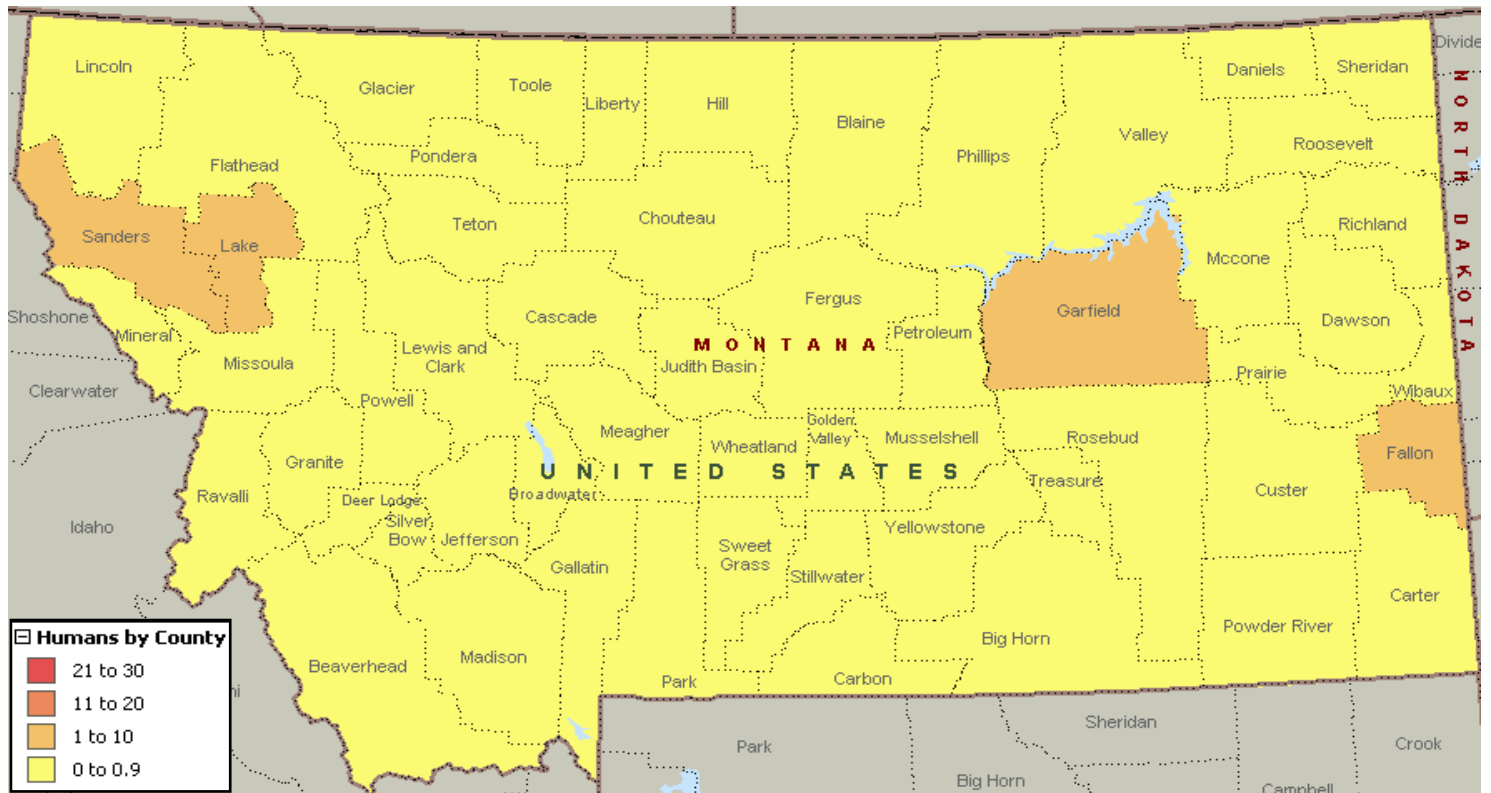 Divide
Lincoln
Glacier
Toole
Liberty
Hill
Blaine
Daniels
Sheridan
Valley
Roosevelt
Flathead
Pondera
Phillips
NORTH DAKOTA
Sanders
Lake
Teton
Chouteau
Richland
Mccone
Shoshone
Mineral
Cascade
Fergus
Petroleum
Garfield
Dawson
Missoula
Lewis and
Clark
MONTANA
Judith Basin
Prairie
Clearwater
Powell
Wibaux
Meagher
Wheatland
Golden
Valley
Musselshell
Rosebud
Fallon
Granite
UNITED STATES
Treasure
Custer
Ravalli
Deer Lodge
Broadwater
Idaho
Silver
Bow
Jefferson
Yellowstone
Gallatin
Sweet
Grass
Stillwater
Carter
Powder River
Big Horn
Beaverhead
Madison
Park
Carbon
Humans by County
21 to 30
11 to 20
1 to 10
0 to 0.9
Park
Sheridan
Crook
Big Horn
Campbell